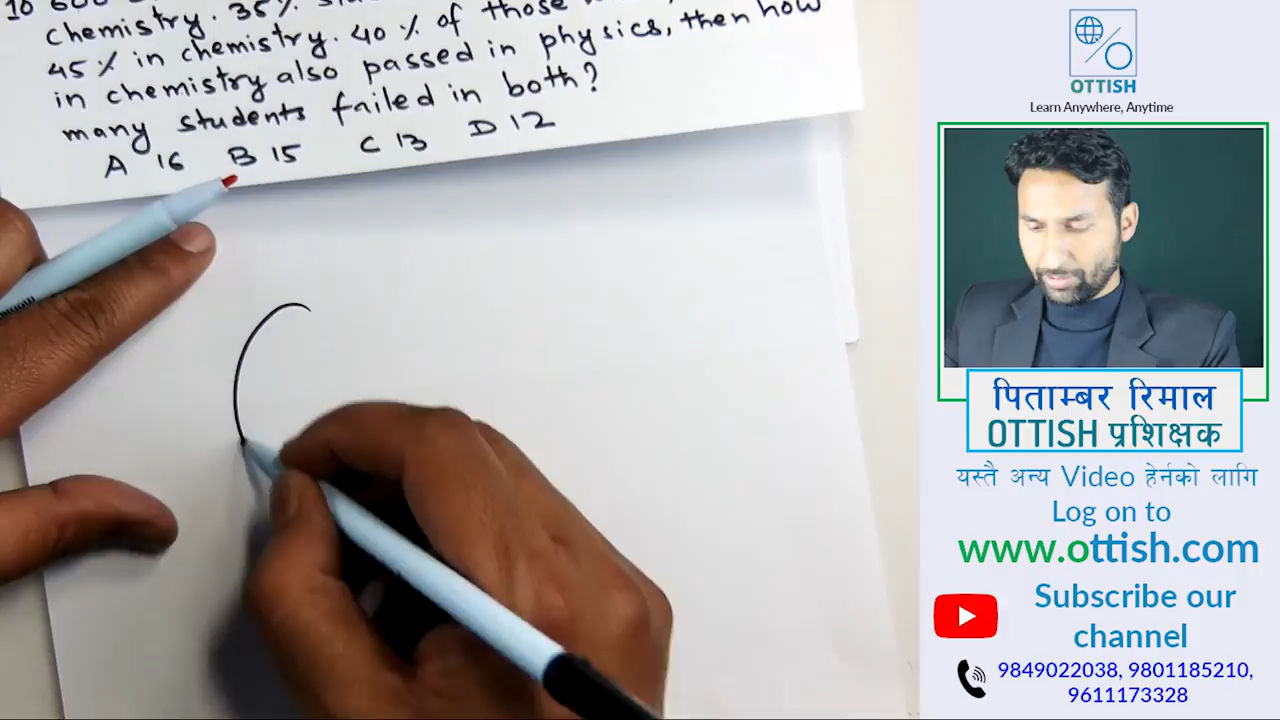 10 600
chemistry. 35%
45% in chemistry. 40% of those
in chemistry also passed in physics, then how
many students failed in both?
A 16 B 15 C 13 D 12
OTTISH
Learn Anywhere, Anytime
पिताम्बर रिमाल
OTTISH प्रशिक्षक
यस्तै अन्य Video हेर्नको लागि
Log on to
www.ottish.com
Subscribe our
channel
9849022038, 9801185210,
9611173328